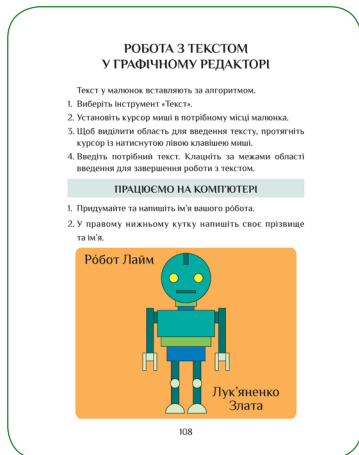 РОБОТА З ТЕКСТОМ
У ГРАФІЧНОМУ РЕДАКТОРІ
Текст у малюнок вставляють за алгоритмом.
1. Виберіть інструмент «Текст».
2. Установіть курсор миші в потрібному місці малюнка.
3. Щоб виділити область для введення тексту, протягніть
курсор із натиснутою лівою клавішею миші.
4. Введіть потрібний текст. Клацніть за межами області
введення для завершення роботи з текстом.
ПРАЦЮЄМО НА КОМП'ЮТЕРІ
1. Придумайте та напишіть ім'я вашого рóбота.
2. У правому нижньому кутку напишіть своє прізвище
та ім'я.
Рóбот Лайм
Лук'яненко
Злата
108